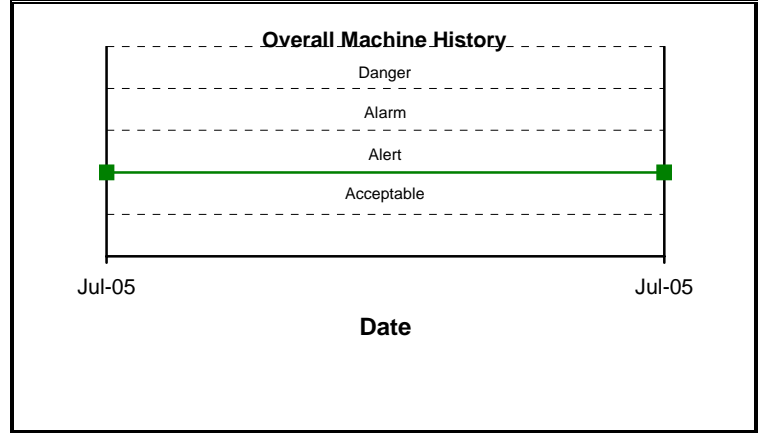 Overall Machine History
Danger
Alarm
Alert
Acceptable
Jul-05 Jul-05
Date